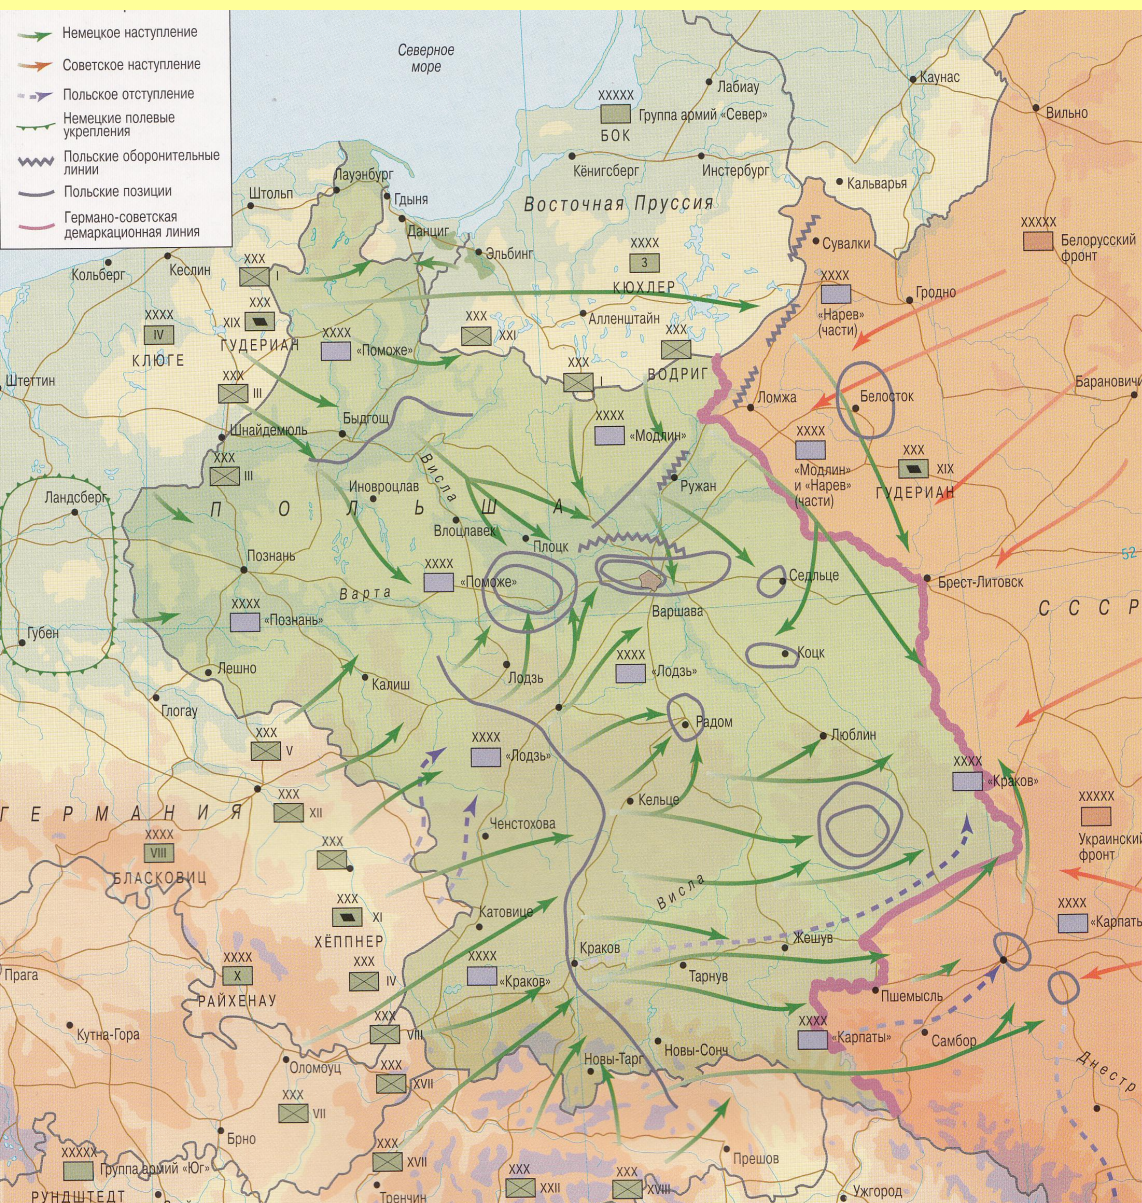 Немецкое наступление
Советское наступление
Польское отступление
Немецкие полевые
укрепления
Польские оборонительные
линии
Польские позиции
Германо-советская
демаркационная линия
Северное
море
Лабиау
Каунас
Вильно
XXXXX
Группа армий «Север»
БОК
Кёнигсберг
Инстербург
Кальварья
Лауэнбург
Штольп
Гдыня
Данциг
Восточная Пруссия
XXXXX
Белорусский
фронт
Эльбинг
Сувалки
Кольберг
Кеслин
XXX
I
XXXX
3
КЮХЛЕР
XXXX
«Нарев»
(части)
Гродно
XXX
XIX
ГУДЕРИАН
XXXX
IV
КЛЮГЕ
XXXX
«Поможе»
XXX
XXI
Алленштайн
XXX
ВОДРИГ
Штеттин
XXX
III
XXX
I
Барановичи
Ломжа
Белосток
Шнайдемюль
Быдгощ
XXXX
«Модлин»
XXXX
«Модлин»
и «Нарев»
(части)
XXX
XIX
ГУДЕРИАН
XXX
III
Висла
Иновроцлав
Ружан
Ландсберг
ПОЛЬША
Влоцлавек
Плоцк
52
Познань
XXXX
«Поможе»
Седльце
Брест-Литовск
Варта
Варшава
СССР
XXXX
«Познань»
Губен
Лешно
Калиш
Лодзь
XXXX
«Лодзь»
Коцк
Глогау
Радом
Люблин
XXX
V
XXXX
«Лодзь»
XXXX
«Краков»
ГЕРМАНИЯ
XXX
XII
Кельце
XXXXX
Украинский
фронт
XXXX
VIII
БЛАСКОВИЦ
Ченстохова
XXX
XXX
XI
ХЁППНЕР
Висла
Катовице
XXXX
«Карпаты»
Жешув
Краков
Прага
XXXX
X
РАЙХЕНАУ
XXX
IV
XXXX
«Краков»
Тарнув
Пшемысль
Кутна-Гора
XXX
VIII
XXXX
«Карпаты»
Самбор
Новы-Сонч
Новы-Тарг
Оломоуц
XXX
XVII
Днестр
XXX
VII
Брно
XXX
XVII
XXXXX
Группа армий «Юг»
РУНДШТЕДТ
Прешов
XXX
XXII
XXX
XVIII
Тренчин
Ужгород